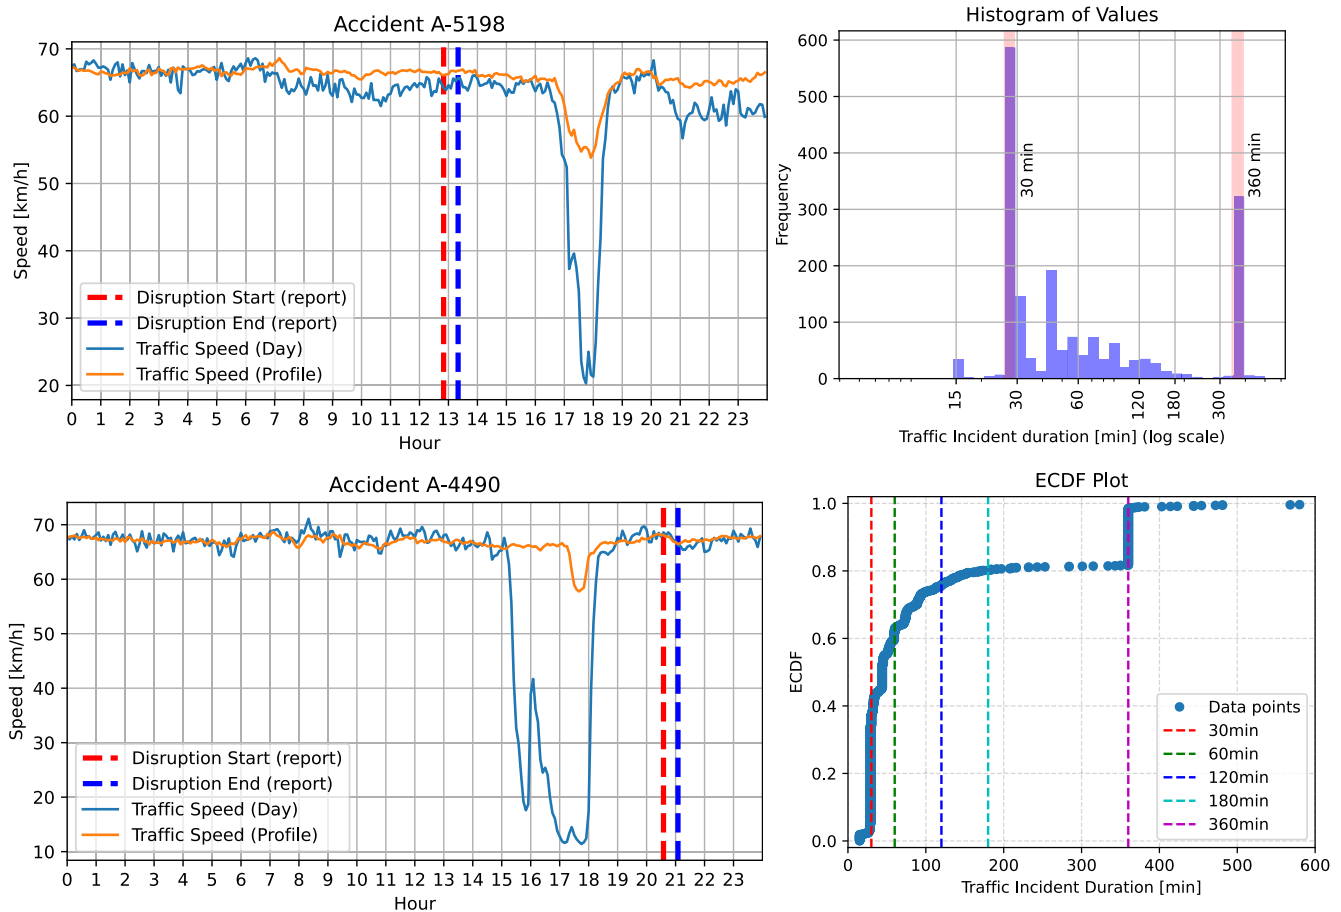 Accident A-5198
70
60
50
40
30
20
Speed [km/h]
Disruption Start (report)
Disruption End (report)
Traffic Speed (Day)
Traffic Speed (Profile)
0 1 2 3 4 5 6 7 8 9 10 11 12 13 14 15 16 17 18 19 20 21 22 23
Hour
Histogram of Values
600
500
400
300
200
100
0
Frequency
30 min
360 min
15 30 60 120 180 300
Traffic Incident duration [min] (log scale)
Accident A-4490
70
60
50
40
30
20
10
Speed [km/h]
Disruption Start (report)
Disruption End (report)
Traffic Speed (Day)
Traffic Speed (Profile)
0 1 2 3 4 5 6 7 8 9 10 11 12 13 14 15 16 17 18 19 20 21 22 23
Hour
ECDF Plot
1.0
0.8
0.6
0.4
0.2
0.0
ECDF
Data points
30min
60min
120min
180min
360min
0 100 200 300 400 500 600
Traffic Incident Duration [min]